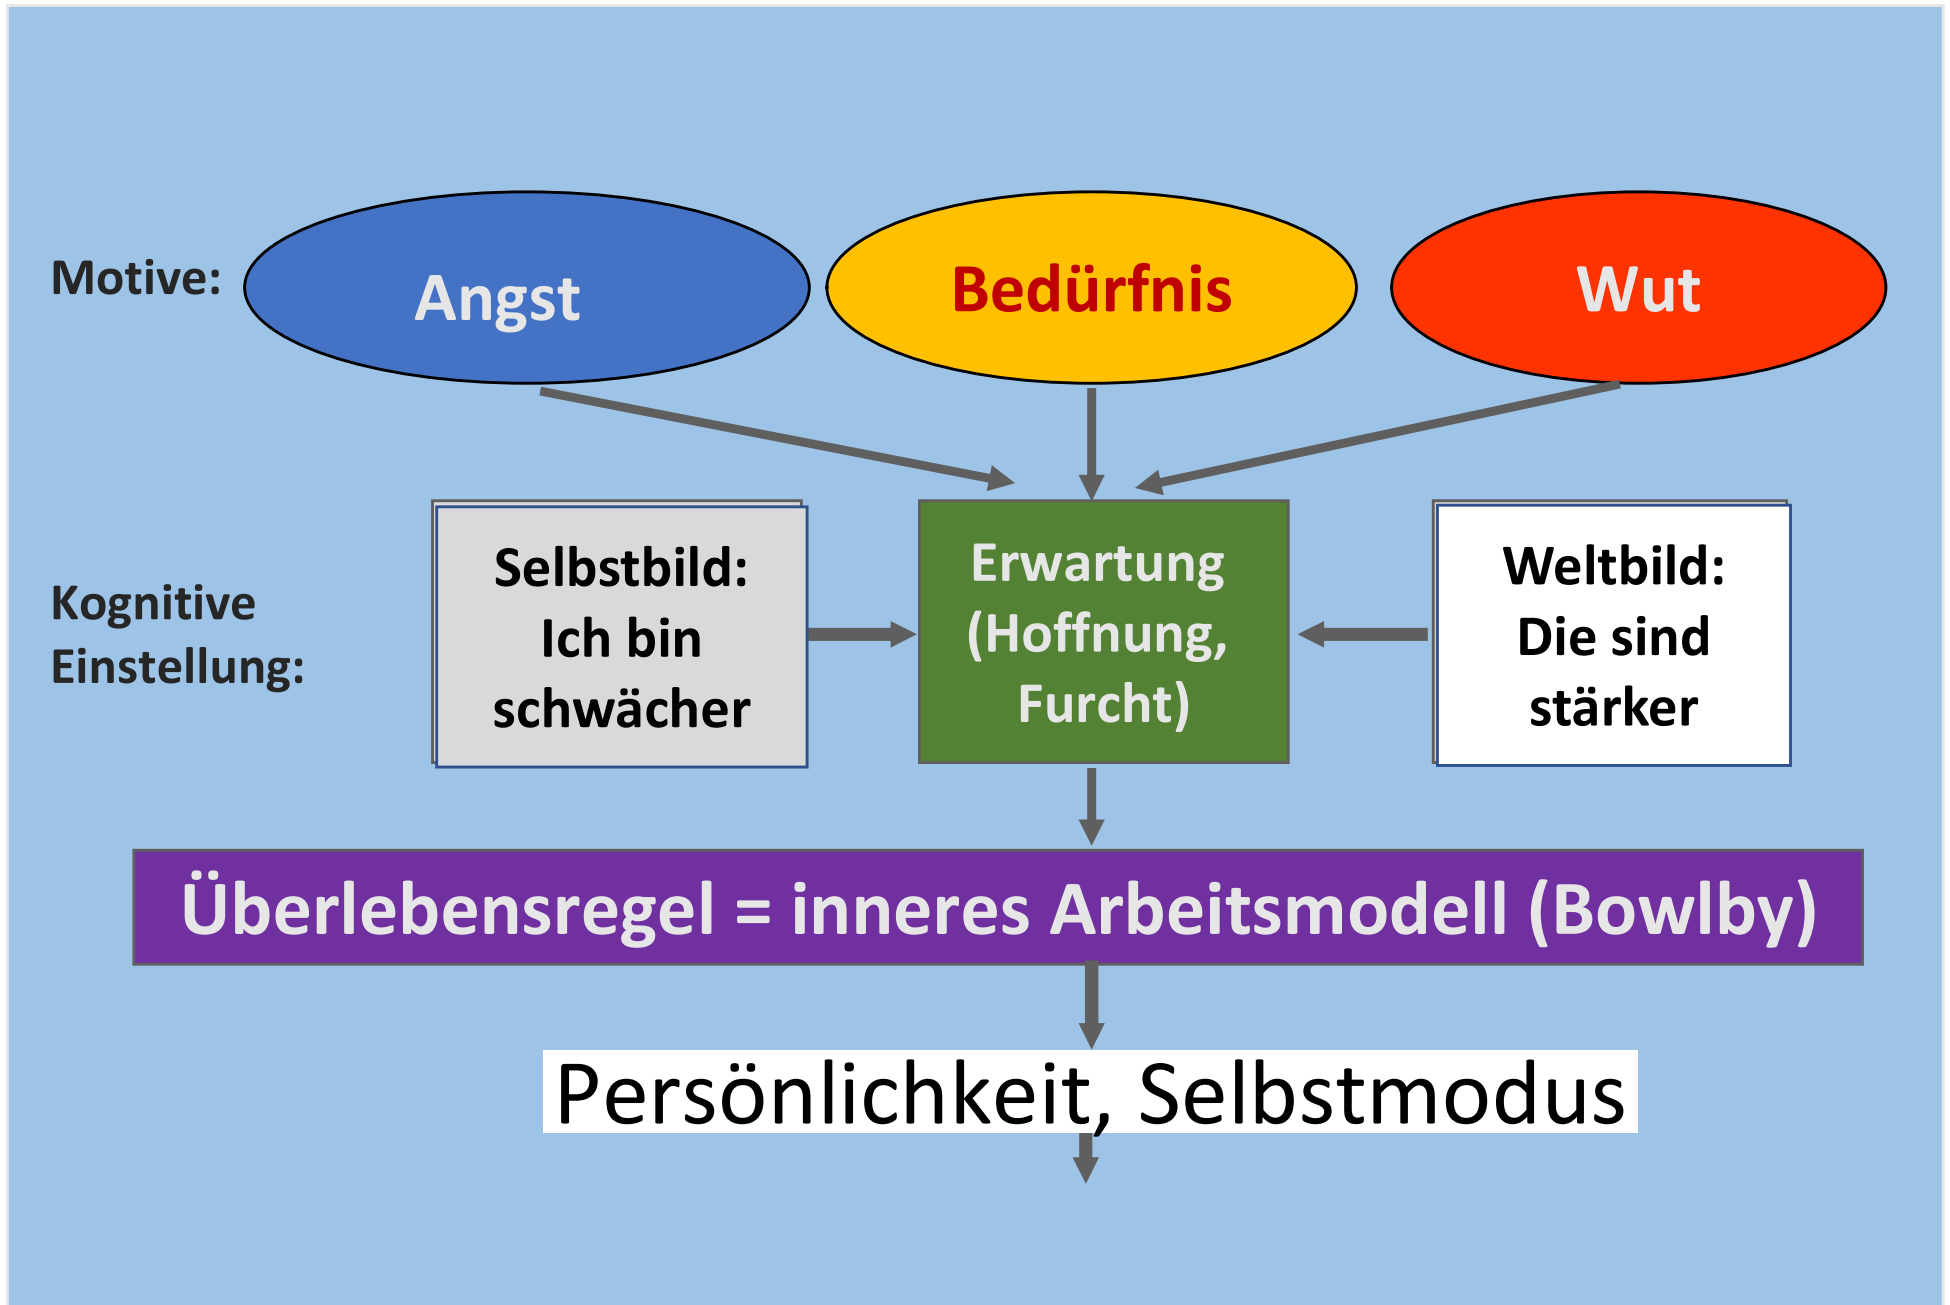 Motive:
Angst
Bedürfnis
Wut
Kognitive
Einstellung:
Selbstbild:
Ich bin
schwächer
Erwartung
(Hoffnung,
Furcht)
Weltbild:
Die sind
stärker
Überlebensregel = inneres Arbeitsmodell (Bowlby)
Persönlichkeit, Selbstmodus